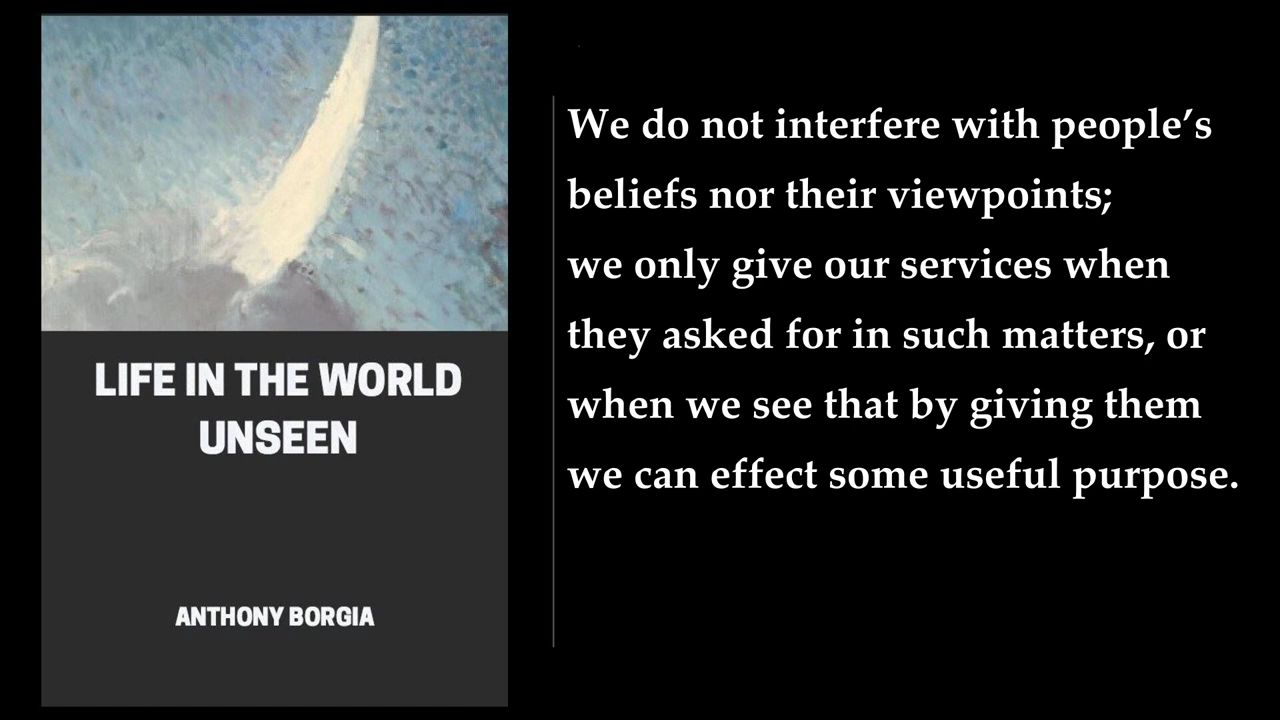 LIFE IN THE WORLD
UNSEEN
ANTHONY BORGIA
We do not interfere with people’s
beliefs nor their viewpoints;
we only give our services when
they asked for in such matters, or
when we see that by giving them
we can effect some useful purpose.